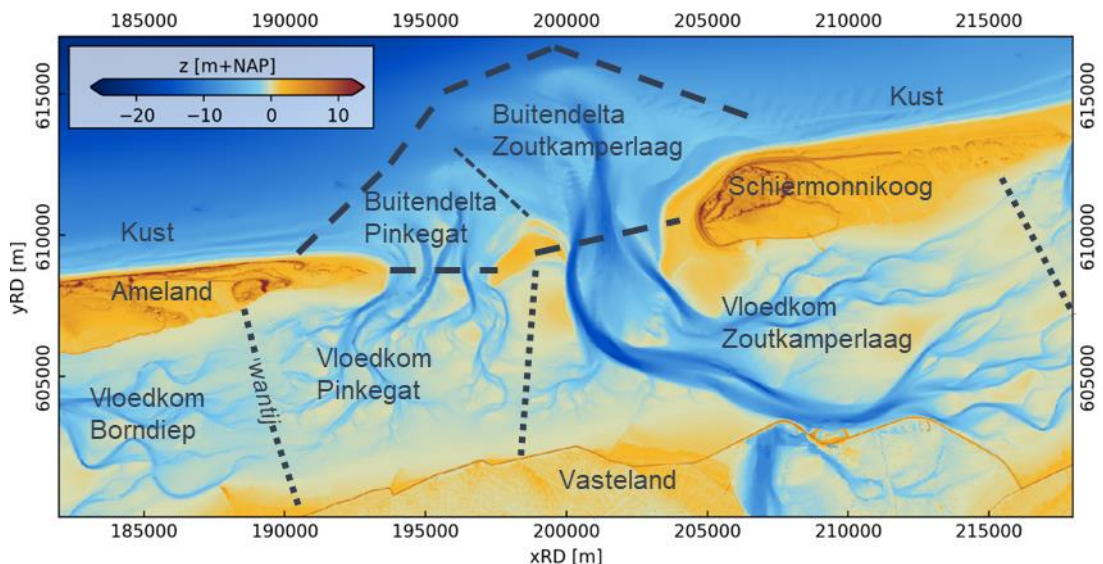 185000 190000 195000 200000 205000 210000 215000
z [m+NAP]
−20 −10 0 10
615000
615000
Buitendelta
Zoutkamperlaag
Kust
Schiermonnikoog
Buitendelta
Pinkegat
Kust
610000
610000
yRD [m]
Ameland
Vloedkom
Zoutkamperlaag
Vloedkom
Pinkegat
'wantij'
Vloedkom
Borndiep
605000
605000
Vasteland
185000 190000 195000 200000 205000 210000 215000
xRD [m]